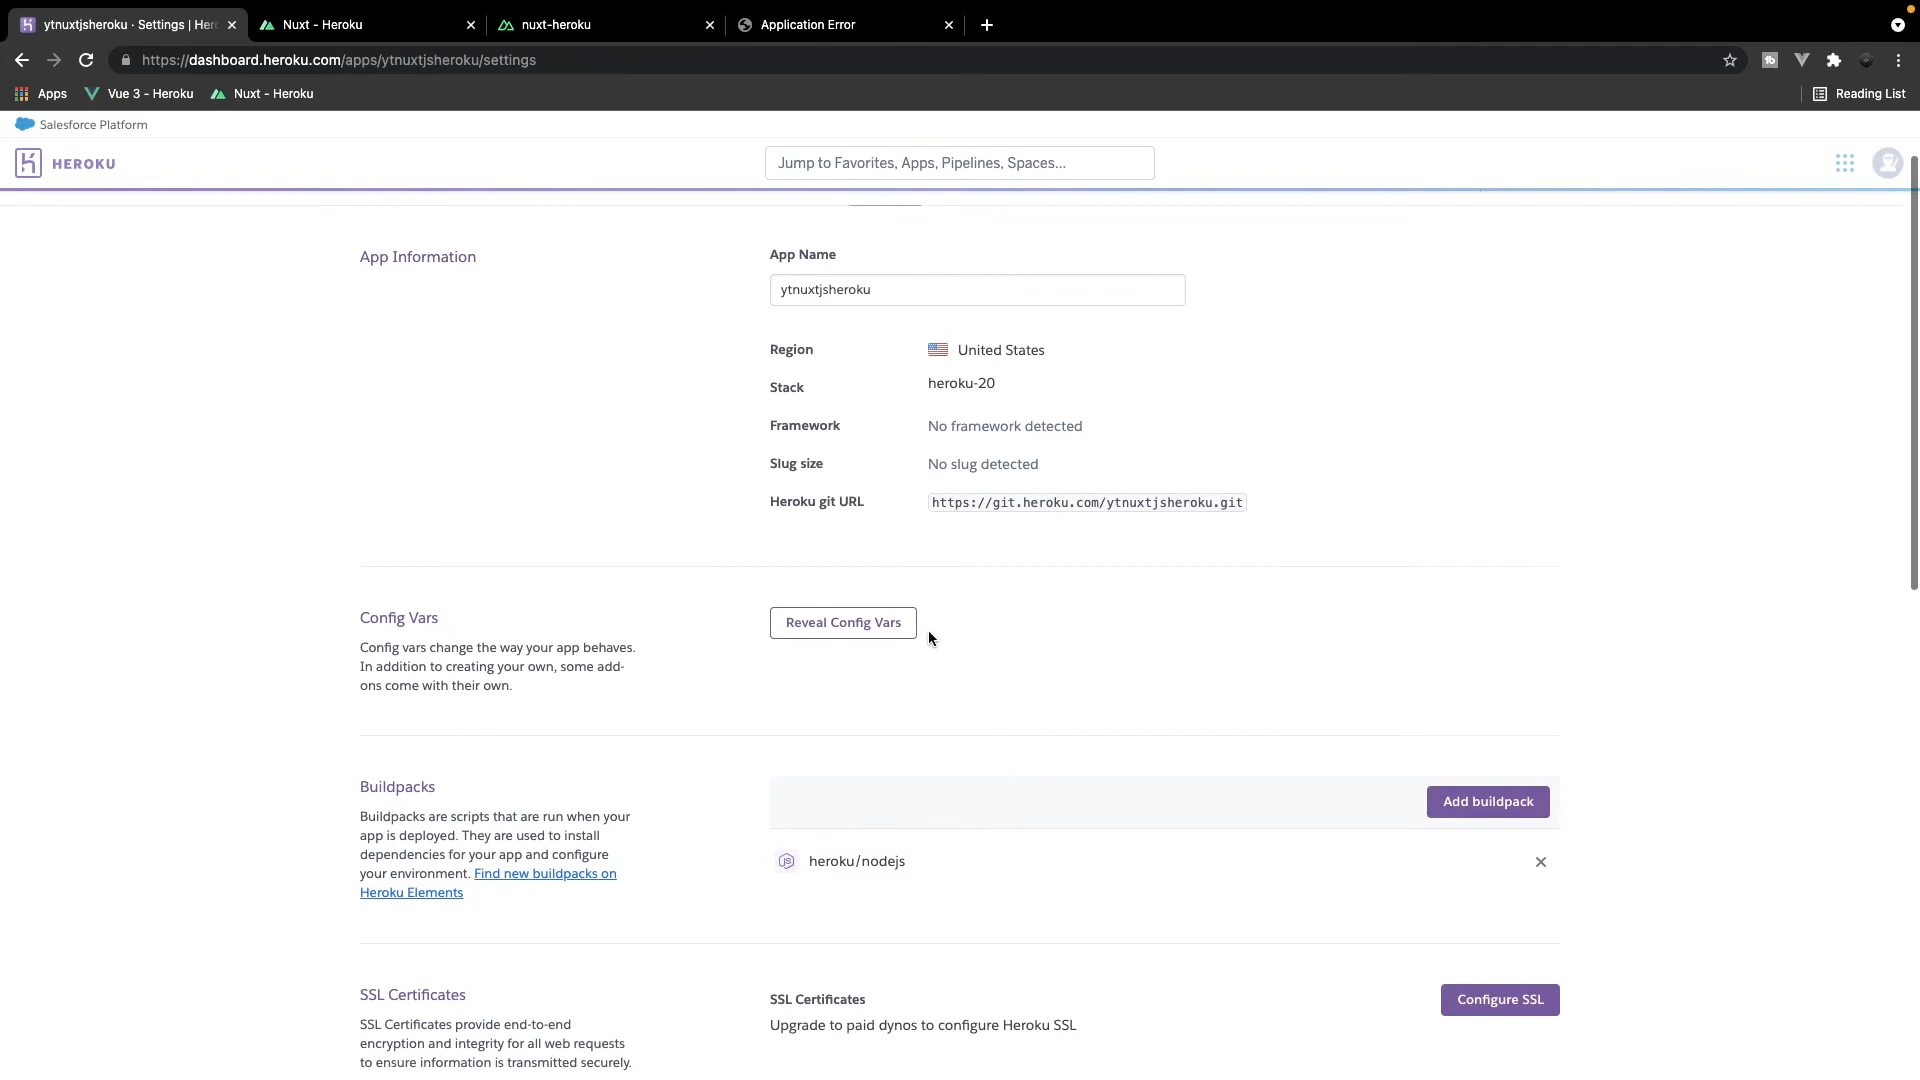 ytnuxtjsheroku · Settings | Her
Nuxt - Heroku
nuxt-heroku
Application Error
https://dashboard.heroku.com/apps/ytnuxtjsheroku/settings
Apps
Vue 3 - Heroku
Nuxt - Heroku
Reading List
Salesforce Platform
HEROKU
Jump to Favorites, Apps, Pipelines, Spaces...
App Information
App Name
ytnuxtjsheroku
Region
United States
Stack
heroku-20
Framework
No framework detected
Slug size
No slug detected
Heroku git URL
https://git.heroku.com/ytnuxtjsheroku.git
Config Vars
Config vars change the way your app behaves.
In addition to creating your own, some add-
ons come with their own.
Reveal Config Vars
Buildpacks
Buildpacks are scripts that are run when your
app is deployed. They are used to install
dependencies for your app and configure
your environment. Find new buildpacks on
Heroku Elements
Add buildpack
heroku/nodejs
SSL Certificates
SSL Certificates provide end-to-end
encryption and integrity for all web requests
to ensure information is transmitted securely.
SSL Certificates
Upgrade to paid dynos to configure Heroku SSL
Configure SSL